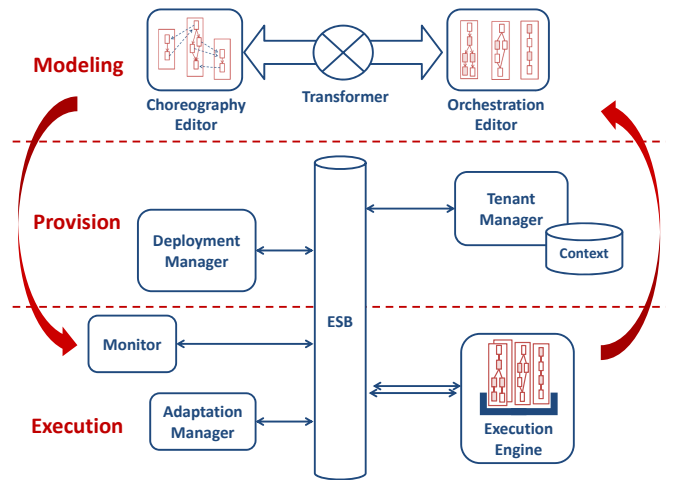 Modeling
Choreography
Editor
Transformer
Orchestration
Editor
Provision
Deployment
Manager
Tenant
Manager
Context
ESB
Monitor
Execution
Adaptation
Manager
Execution
Engine